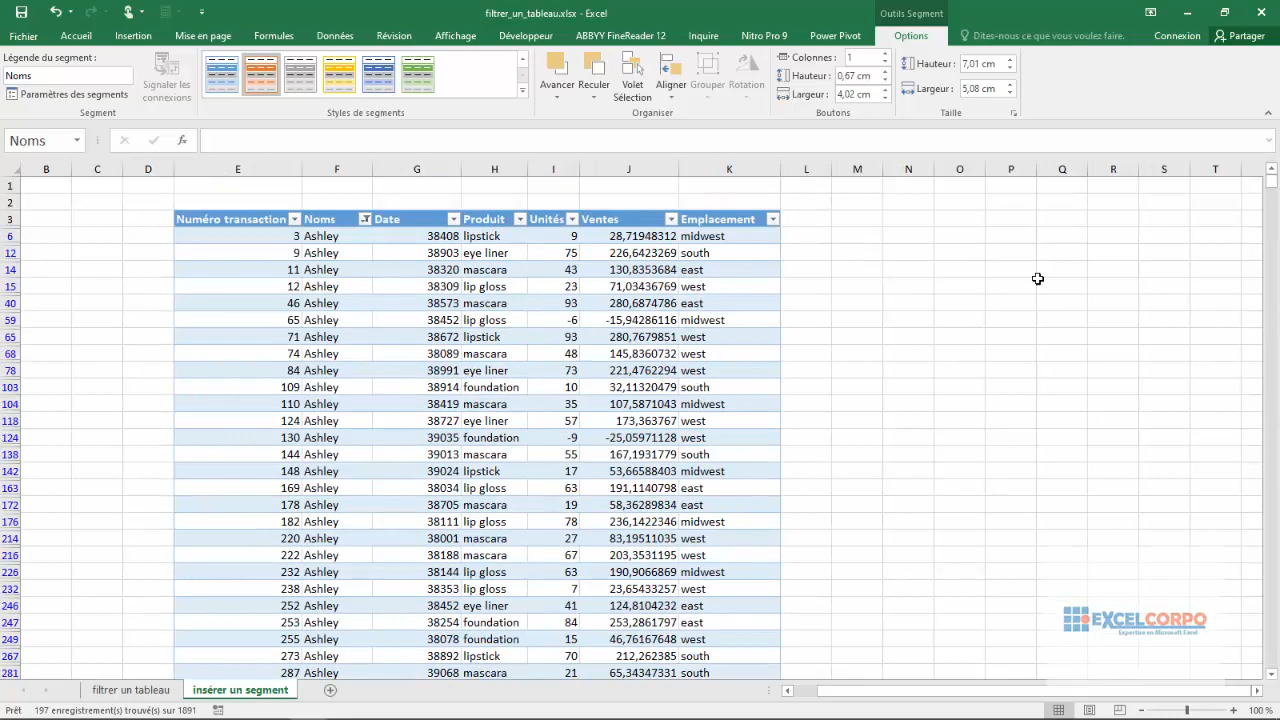 filtrer_un_tableau.xlsx - Excel
Outils Segment
Fichier Accueil Insertion Mise en page Formules Données Révision Affichage Développeur ABBYY FineReader 12 Inquire Nitro Pro 9 Power Pivot Options Dites-nous ce que vous voulez faire. Connexion Partager
Légende du segment :
Noms
Paramètres des segments
Signaler les connexions
Avancer Reculer Volet Sélection Aligner Grouper Rotation
Colonnes : 1
Hauteur : 0,67 cm
Largeur : 4,02 cm
Hauteur : 7,01 cm
Largeur : 5,08 cm
Segment Styles de segments Organiser Boutons Taille
Noms fx
B C D E F G H I J K L M N O P Q R S T
1
2
3 Numéro transaction Noms Date Produit Unités Ventes Emplacement
6 3 Ashley 38408 lipstick 9 28,71948312 midwest
12 9 Ashley 38903 eye liner 75 226,6423269 south
14 11 Ashley 38320 mascara 43 130,8353684 east
15 12 Ashley 38309 lip gloss 23 71,03436769 west
40 46 Ashley 38573 mascara 93 280,6874786 east
59 65 Ashley 38452 lip gloss -6 -15,94286116 midwest
65 71 Ashley 38672 lipstick 93 280,7679851 west
68 74 Ashley 38089 mascara 48 145,8360732 west
78 84 Ashley 38991 eye liner 73 221,4762294 west
103 109 Ashley 38914 foundation 10 32,11320479 south
104 110 Ashley 38419 mascara 35 107,5871043 midwest
118 124 Ashley 38727 eye liner 57 173,363767 west
124 130 Ashley 39035 foundation -9 -25,05971128 west
138 144 Ashley 39013 mascara 55 167,1931779 south
142 148 Ashley 39024 lipstick 17 53,66588403 midwest
163 169 Ashley 38034 lip gloss 63 191,1140798 east
172 178 Ashley 38705 mascara 19 58,36289834 east
176 182 Ashley 38111 lip gloss 78 236,1422346 midwest
214 220 Ashley 38001 mascara 27 83,19511035 west
216 222 Ashley 38188 mascara 67 203,3531195 west
226 232 Ashley 38144 lip gloss 63 190,9066869 midwest
232 238 Ashley 38353 lip gloss 7 23,65433257 west
246 252 Ashley 38452 eye liner 41 124,8104232 east
247 253 Ashley 38254 foundation 84 253,2861797 east
249 255 Ashley 38078 foundation 15 46,76167648 west
267 273 Ashley 38892 lipstick 70 212,262385 south
281 287 Ashley 39068 mascara 21 65,34347331 south
EXCELCORPO
Expertise en Microsoft Excel
filtrer un tableau insérer un segment
Prêt 197 enregistrement(s) trouvé(s) sur 1891 100 %